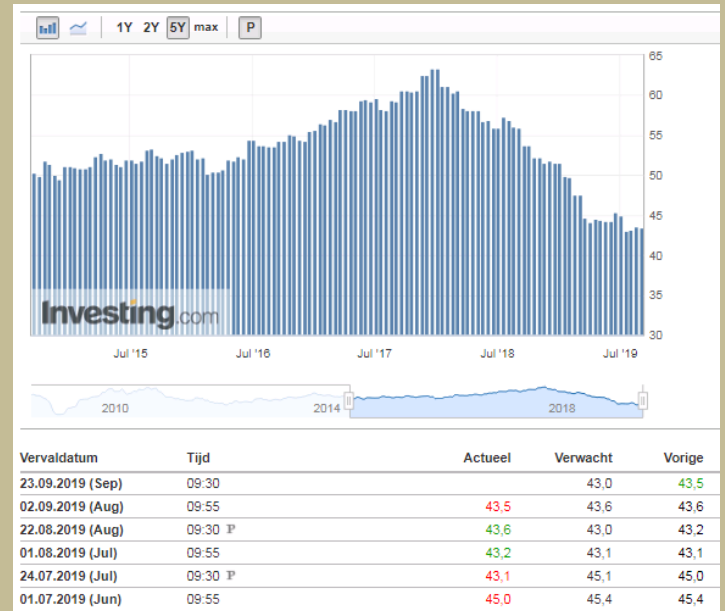 1Y 2Y 5Y max P
65
60
55
50
45
40
35
30
Investing.com
Jul '15 Jul '16 Jul '17 Jul '18 Jul '19
2010 2014 2018
Vervaldatum Tijd Actueel Verwacht Vorige
23.09.2019 (Sep) 09:30 43,0 43,5
02.09.2019 (Aug) 09:55 43,5 43,6 43,6
22.08.2019 (Aug) 09:30 P 43,6 43,0 43,2
01.08.2019 (Jul) 09:55 43,2 43,1 43,1
24.07.2019 (Jul) 09:30 P 43,1 45,1 45,0
01.07.2019 (Jun) 09:55 45,0 45,4 45,4